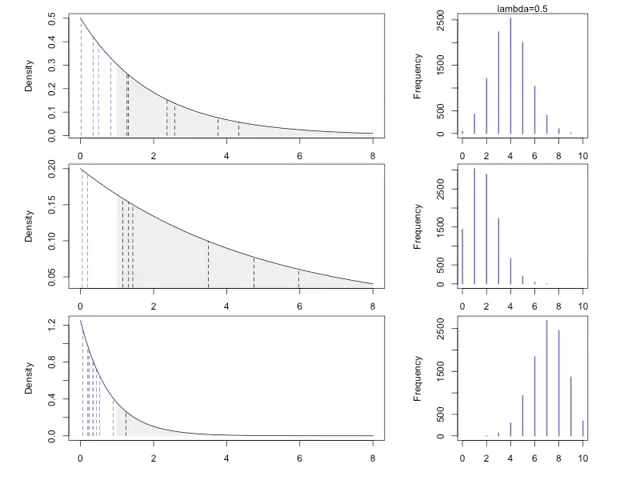 lambda=0.5
Density
0.0 0.1 0.2 0.3 0.4 0.5
0 2 4 6 8
Frequency
0 500 1500 2500
0 2 4 6 8 10
Density
0.05 0.10 0.15 0.20
0 2 4 6 8
Frequency
0 500 1500 2500
0 2 4 6 8 10
Density
0.0 0.4 0.8 1.2
0 2 4 6 8
Frequency
0 500 1500 2500
0 2 4 6 8 10